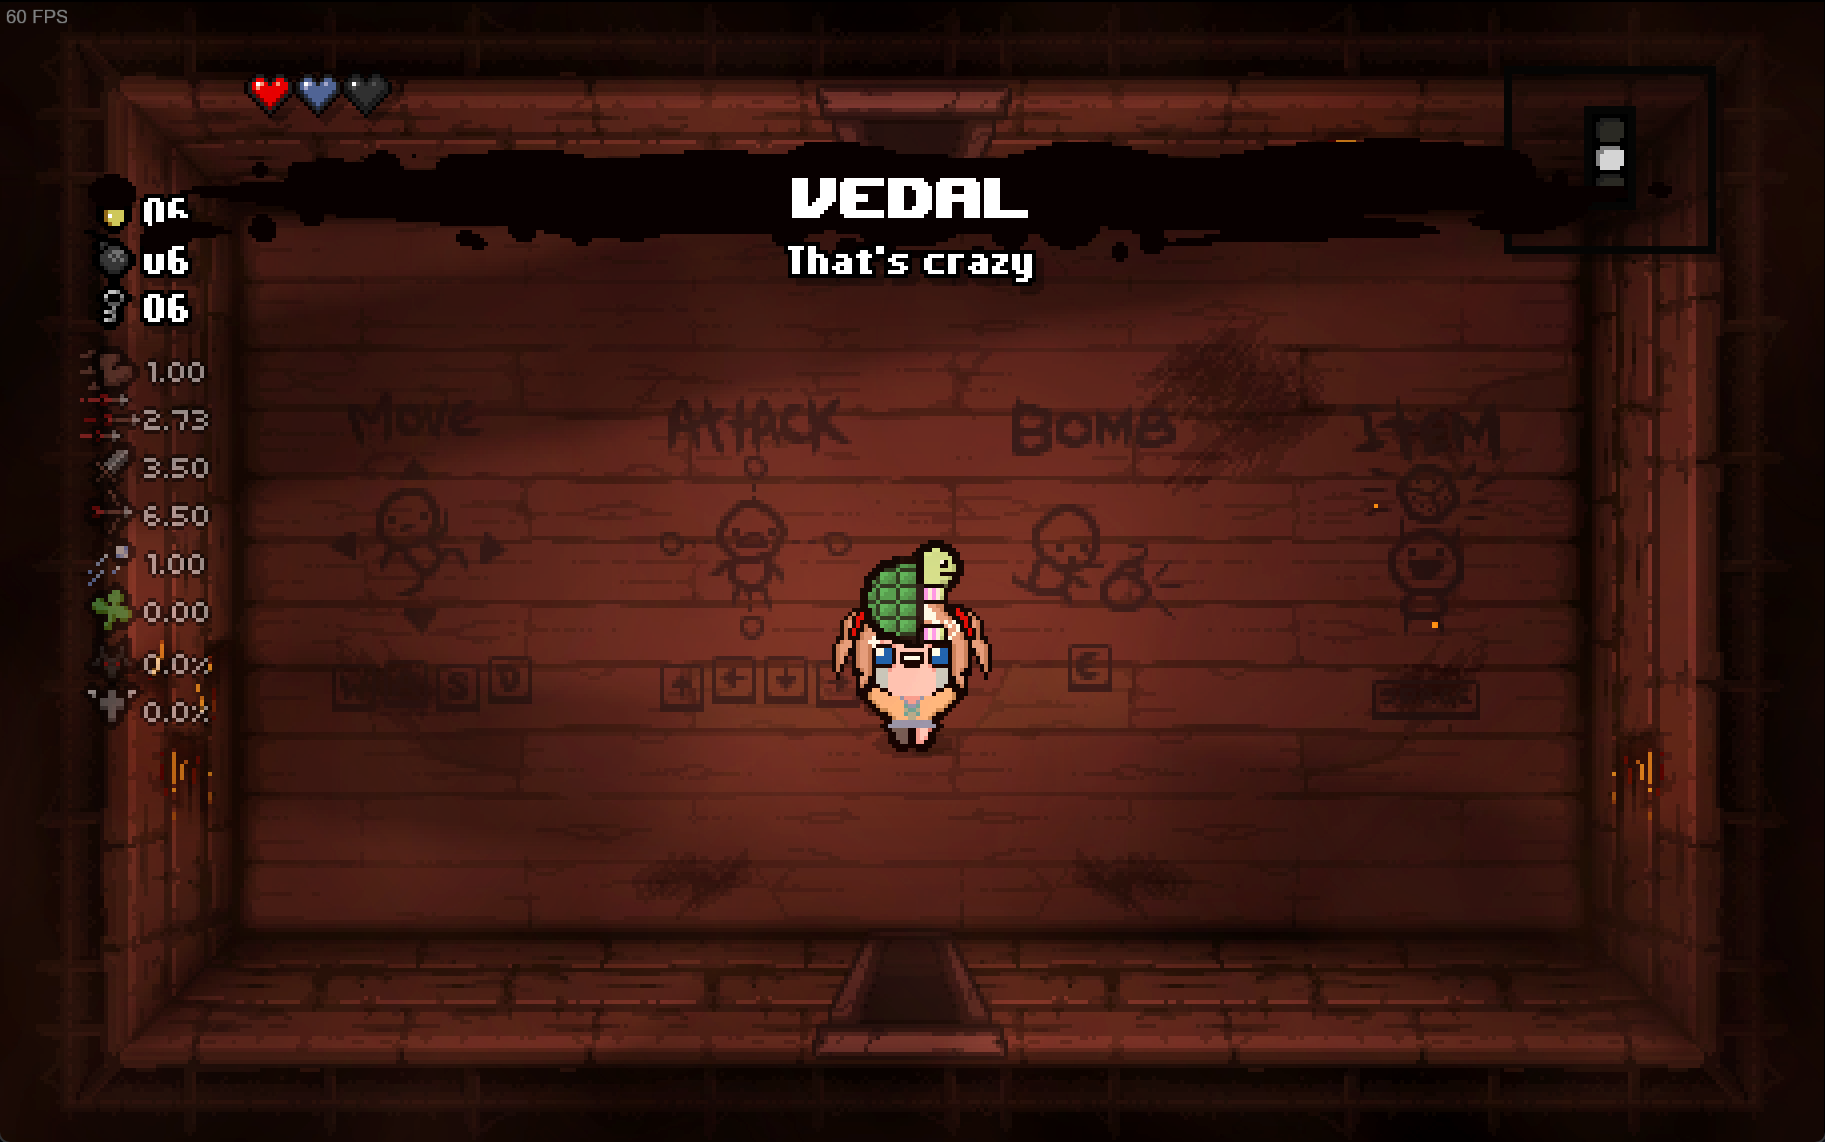 60 FPS
VEDAL
That's crazy
06
06
06
1.00
2.73
3.50
6.50
1.00
0.00
0.0%
0.0%
Move
Attack
Bomb
Item
S
D
C